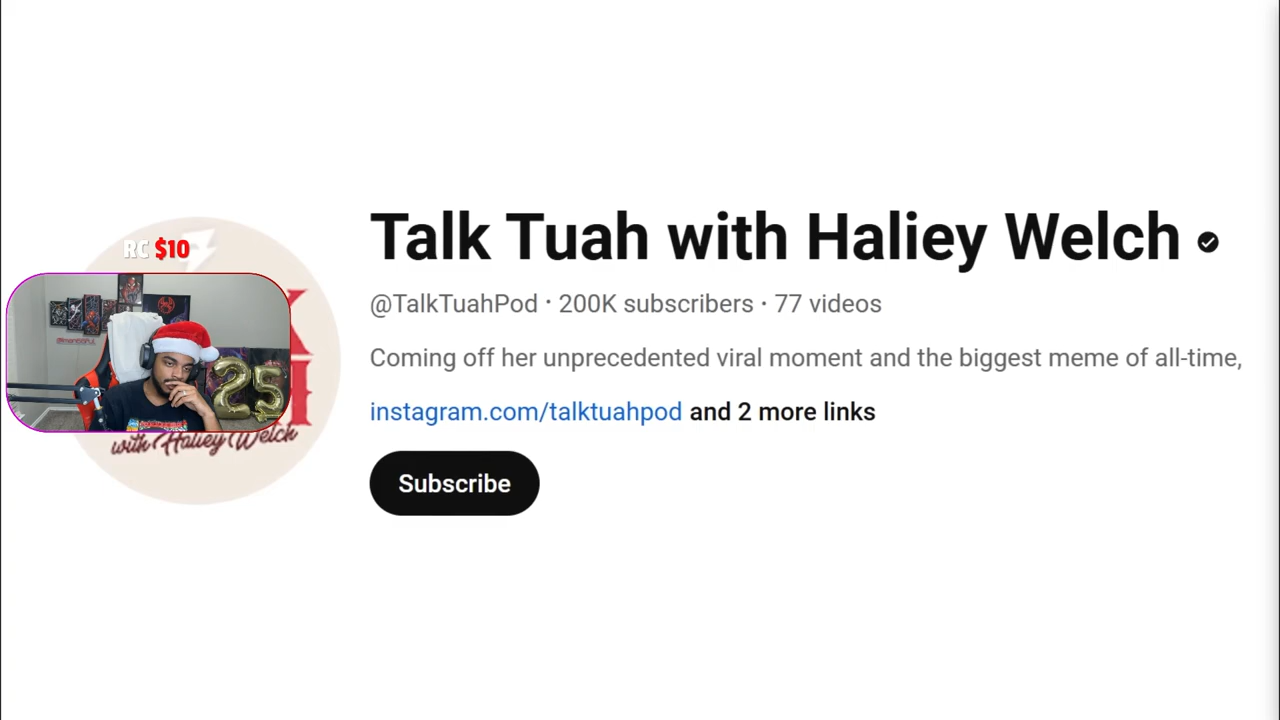 Talk Tuah with Haliey Welch
@TalkTuahPod · 200K subscribers · 77 videos
Coming off her unprecedented viral moment and the biggest meme of all-time,
instagram.com/talktuahpod and 2 more links
Subscribe
RC $10
25
with Haliey Welch